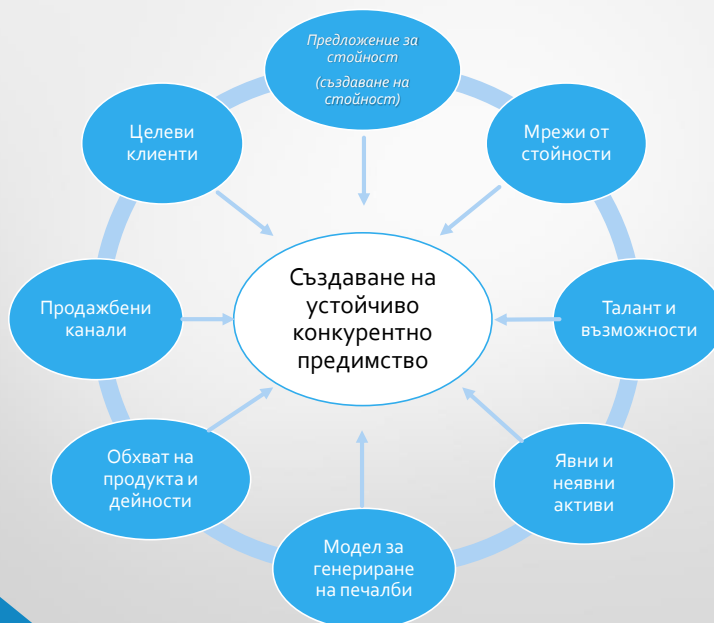 Предложение за
стойност
(създаване на
стойност)
Мрежи от
стойности
Талант и
възможности
Явни и
неявни
активи
Модел за
генериране
на печалби
Обхват на
продукта и
дейности
Продажбени
канали
Целеви
клиенти
Създаване на
устойчиво
конкурентно
предимство